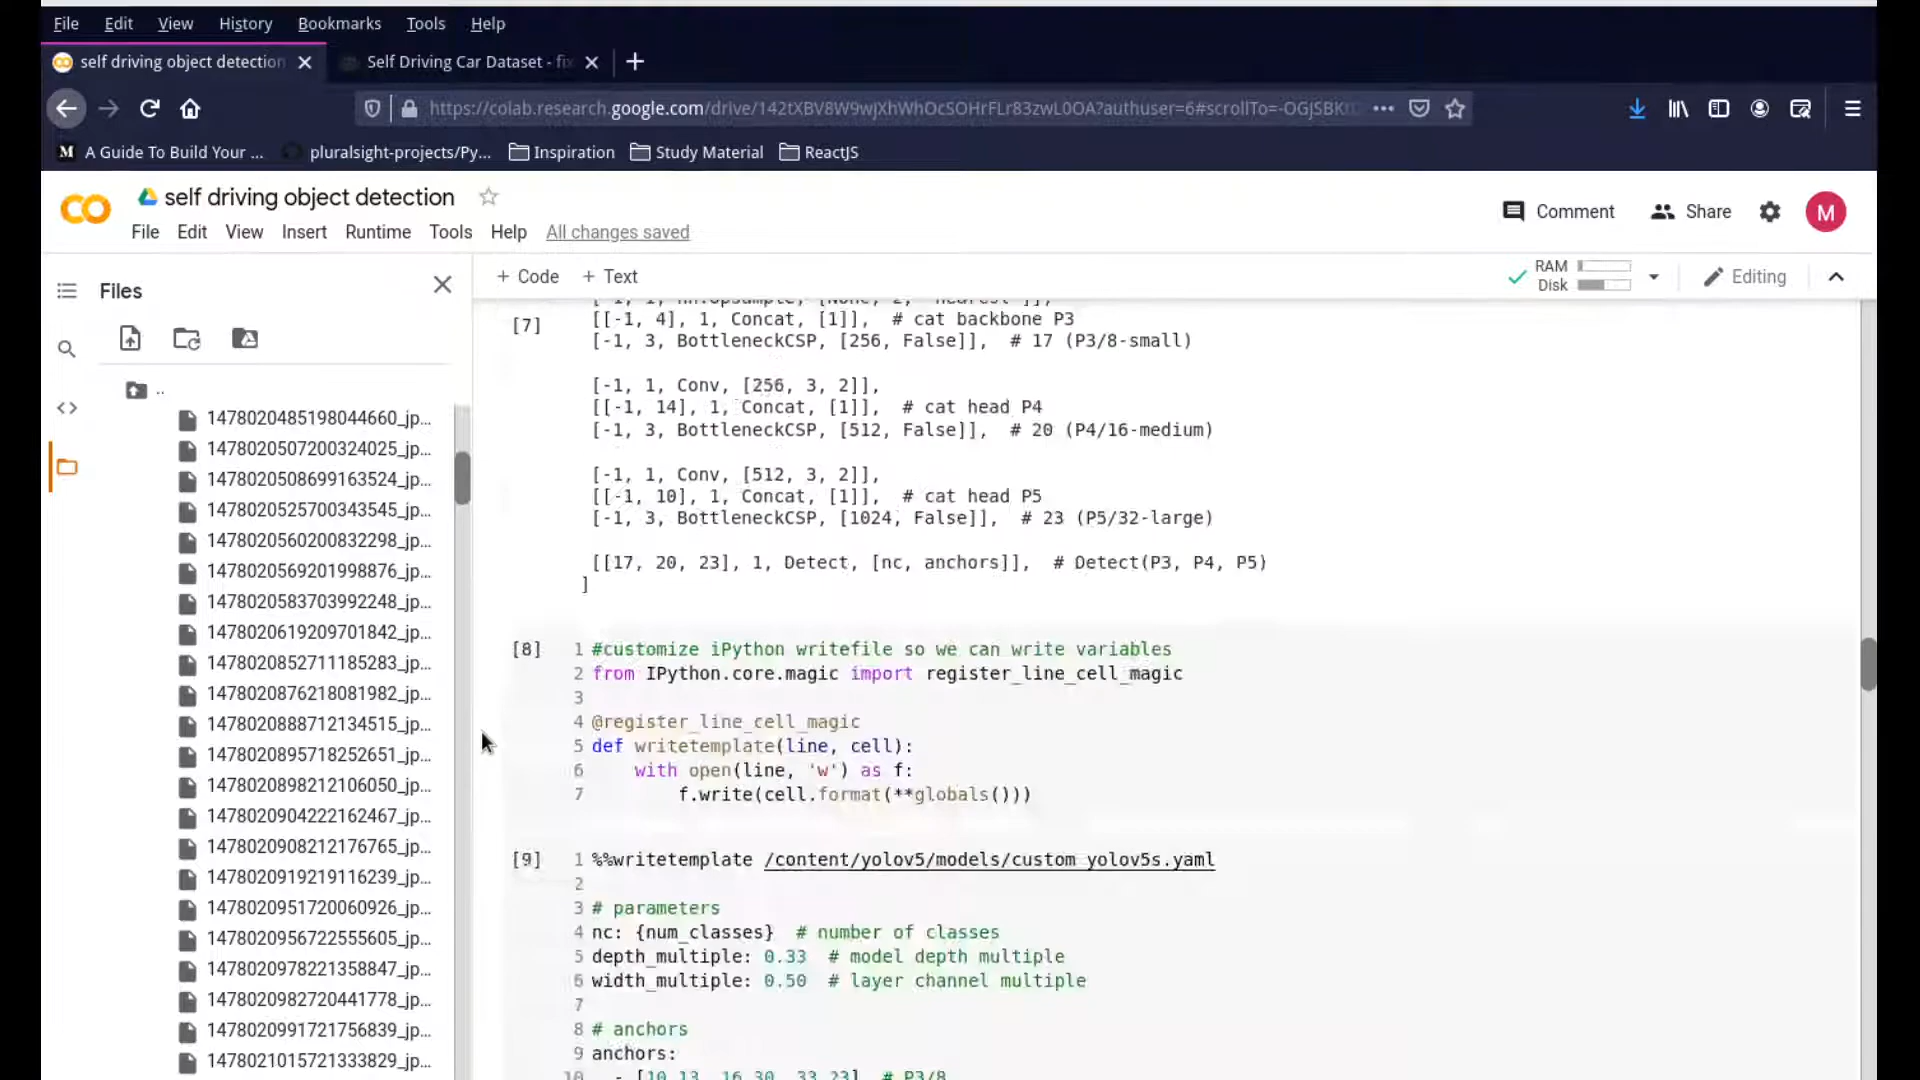 File Edit View History Bookmarks Tools Help
self driving object detection
Self Driving Car Dataset - fi
https://colab.research.google.com/drive/142tXBV8W9wjXhWhOcSOHrFLr83zwL0OA?authuser=6#scrollTo=-OGJSBK
A Guide To Build Your ... pluralsight-projects/Py... Inspiration Study Material ReactJS
self driving object detection
Comment Share M
File Edit View Insert Runtime Tools Help All changes saved
Files
+ Code + Text
RAM
Disk
Editing
..
1478020485198044660_jp...
1478020507200324025_jp...
1478020508699163524_jp...
1478020525700343545_jp...
1478020560200832298_jp...
1478020569201998876_jp...
1478020583703992248_jp...
1478020619209701842_jp...
1478020852711185283_jp...
1478020876218081982_jp...
1478020888712134515_jp...
1478020895718252651_jp...
1478020898212106050_jp...
1478020904222162467_jp...
1478020908212176765_jp...
1478020919219116239_jp...
1478020951720060926_jp...
1478020956722555605_jp...
1478020978221358847_jp...
1478020982720441778_jp...
1478020991721756839_jp...
1478021015721333829_jp...
[7]
[[-1, 4], 1, Concat, [1]], # cat backbone P3
[-1, 3, BottleneckCSP, [256, False]], # 17 (P3/8-small)
[-1, 1, Conv, [256, 3, 2]],
[[-1, 14], 1, Concat, [1]], # cat head P4
[-1, 3, BottleneckCSP, [512, False]], # 20 (P4/16-medium)
[-1, 1, Conv, [512, 3, 2]],
[[-1, 10], 1, Concat, [1]], # cat head P5
[-1, 3, BottleneckCSP, [1024, False]], # 23 (P5/32-large)
[[17, 20, 23], 1, Detect, [nc, anchors]], # Detect(P3, P4, P5)
]
[8]
1 #customize iPython writefile so we can write variables
2 from IPython.core.magic import register_line_cell_magic
3
4 @register_line_cell_magic
5 def writetemplate(line, cell):
6 with open(line, 'w') as f:
7 f.write(cell.format(**globals()))
[9]
1 %%writetemplate /content/yolov5/models/custom_yolov5s.yaml
2
3 # parameters
4 nc: {num_classes} # number of classes
5 depth_multiple: 0.33 # model depth multiple
6 width_multiple: 0.50 # layer channel multiple
7
8 # anchors
9 anchors:
10 - [10,13, 16,30, 33,23] # P3/8